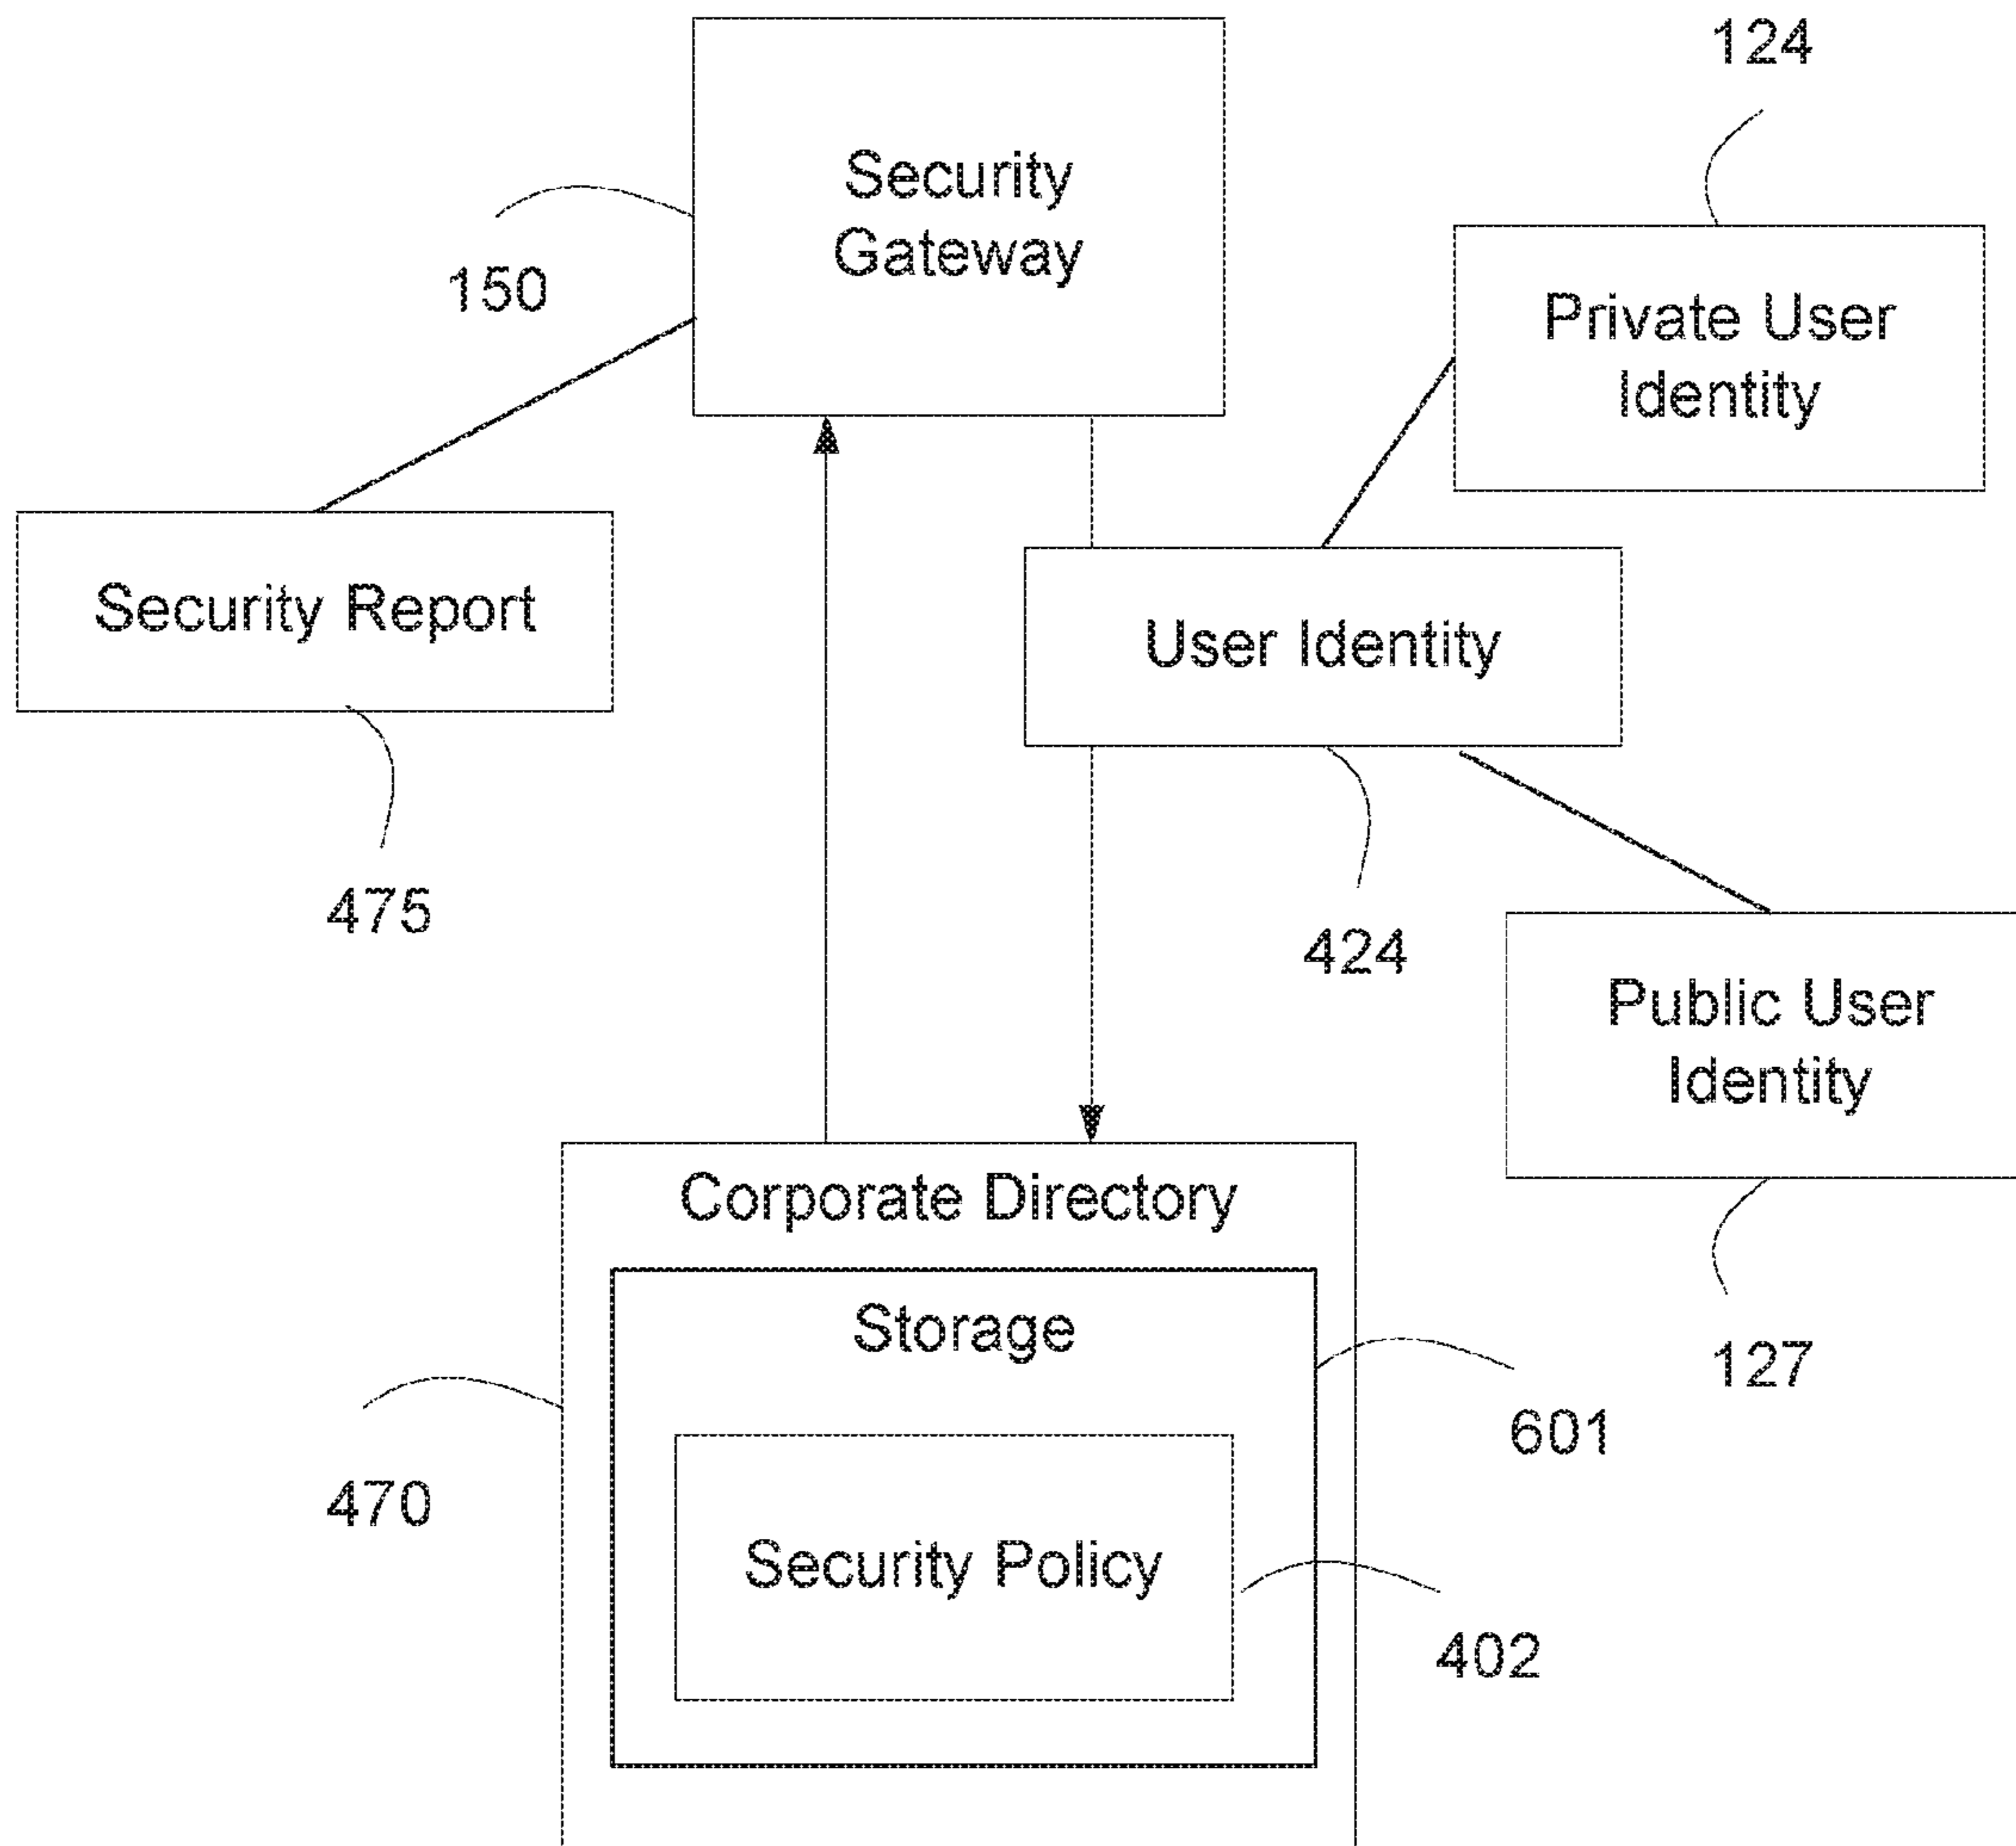 124
Security
Gateway
150
Private User
Identity
Security Report
User Identity
475
424
Public User
Identity
Corporate Directory
Storage
127
601
470
Security Policy
402